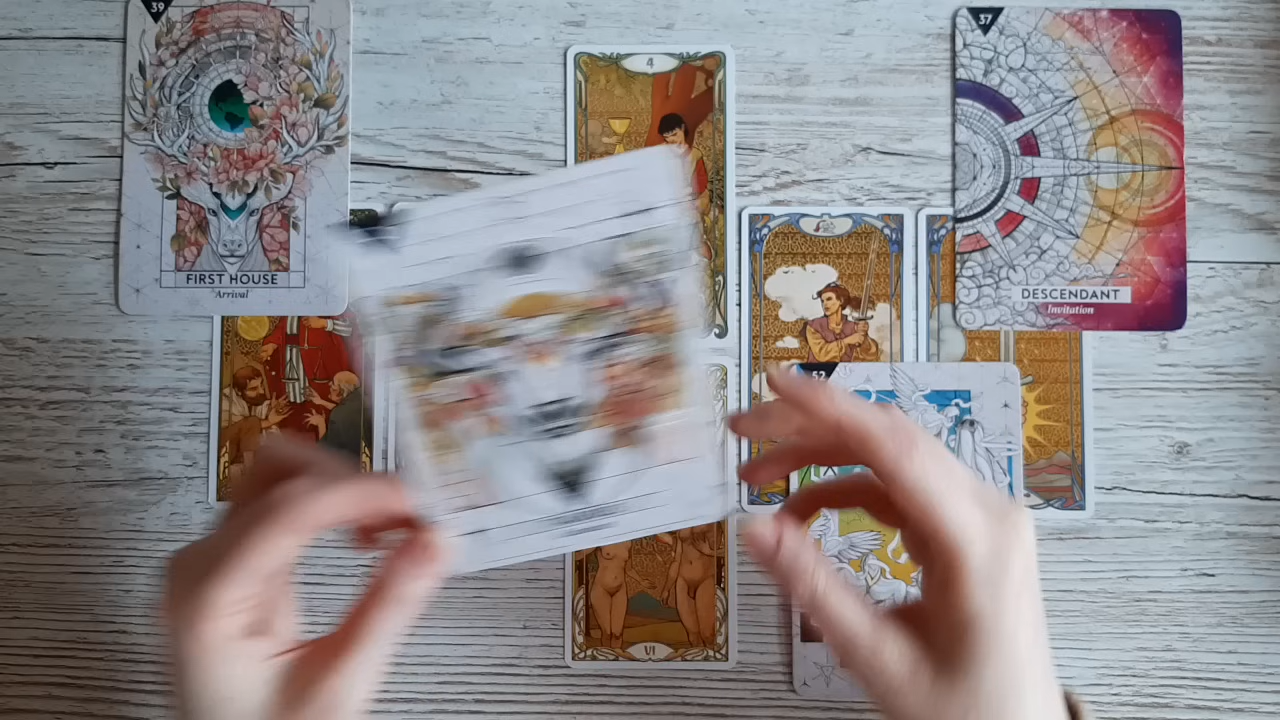 39
FIRST HOUSE
Arrival
4
37
DESCENDANT
Invitation
52
VI